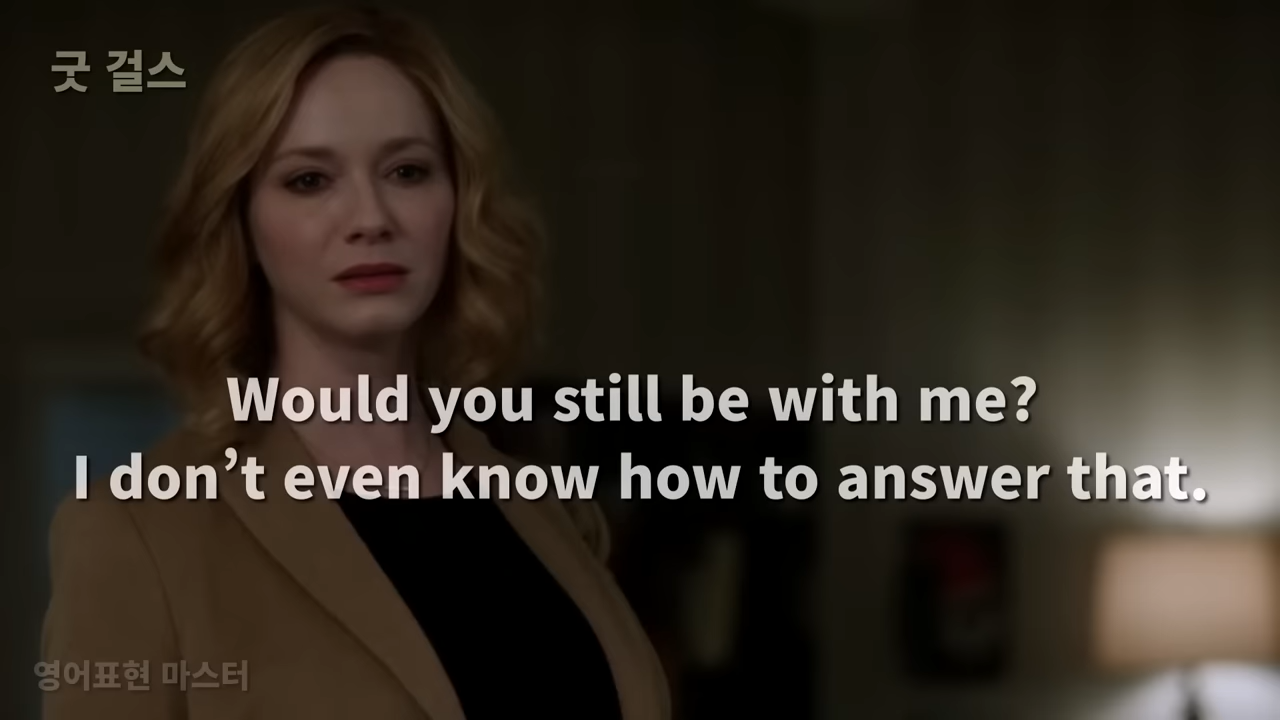 굿 걸스
Would you still be with me?
I don’t even know how to answer that.
영어표현 마스터